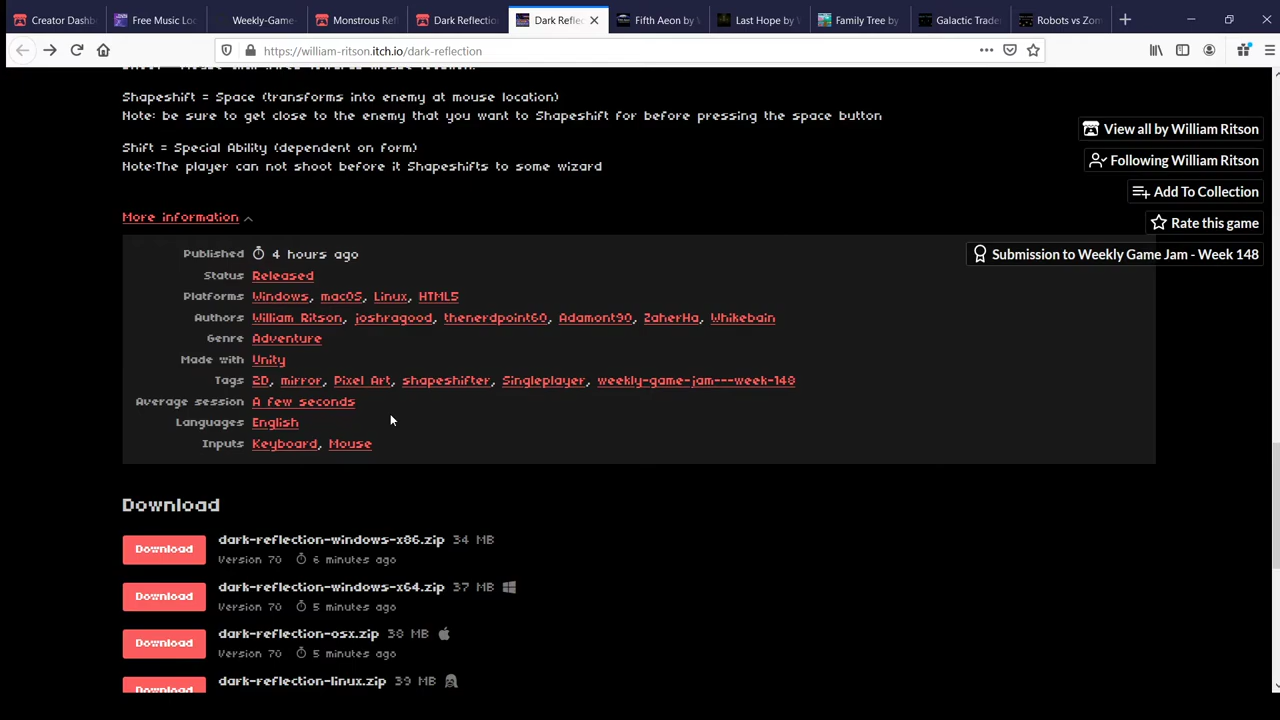 Creator Dashb
Free Music Lo
Weekly-Game-
Monstrous Ref
Dark Reflection
Dark Reflec
Fifth Aeon by
Last Hope by
Family Tree by
Galactic Trade
Robots vs Zom
https://william-ritson.itch.io/dark-reflection
Shapeshift = Space (transforms into enemy at mouse location)
Note: be sure to get close to the enemy that you want to Shapeshift for before pressing the space button
Shift = Special Ability (dependent on form)
Note:The player can not shoot before it Shapeshifts to some wizard
View all by William Ritson
Following William Ritson
Add To Collection
Rate this game
Submission to Weekly Game Jam - Week 148
More information
Published 4 hours ago
Status Released
Platforms Windows, macOS, Linux, HTML5
Authors William Ritson, joshragood, thenerdpoint60, Adamont90, ZaherHa, Whikebain
Genre Adventure
Made with Unity
Tags 2D, mirror, Pixel Art, shapeshifter, Singleplayer, weekly-game-jam---week-148
Average session A few seconds
Languages English
Inputs Keyboard, Mouse
Download
Download dark-reflection-windows-x86.zip 34 MB
Version 70 6 minutes ago
Download dark-reflection-windows-x64.zip 37 MB
Version 70 5 minutes ago
Download dark-reflection-osx.zip 38 MB
Version 70 5 minutes ago
Download dark-reflection-linux.zip 39 MB